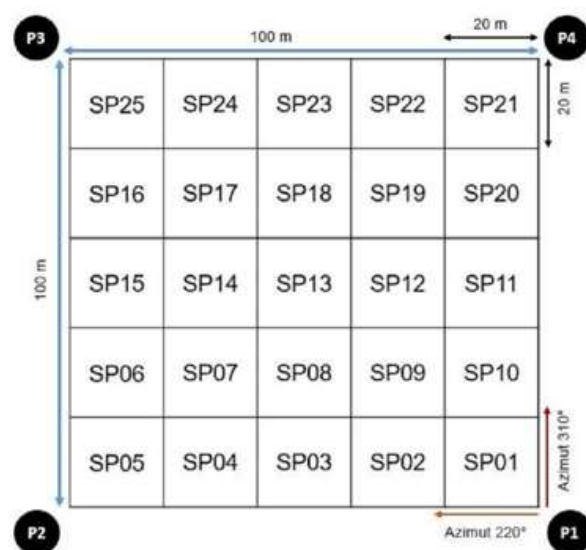 P3
100 m
20 m
P4
SP25 SP24 SP23 SP22 SP21
20 m
SP16 SP17 SP18 SP19 SP20
100 m
SP15 SP14 SP13 SP12 SP11
SP06 SP07 SP08 SP09 SP10
SP05 SP04 SP03 SP02 SP01
Azimut 310°
P2
Azimut 220°
P1